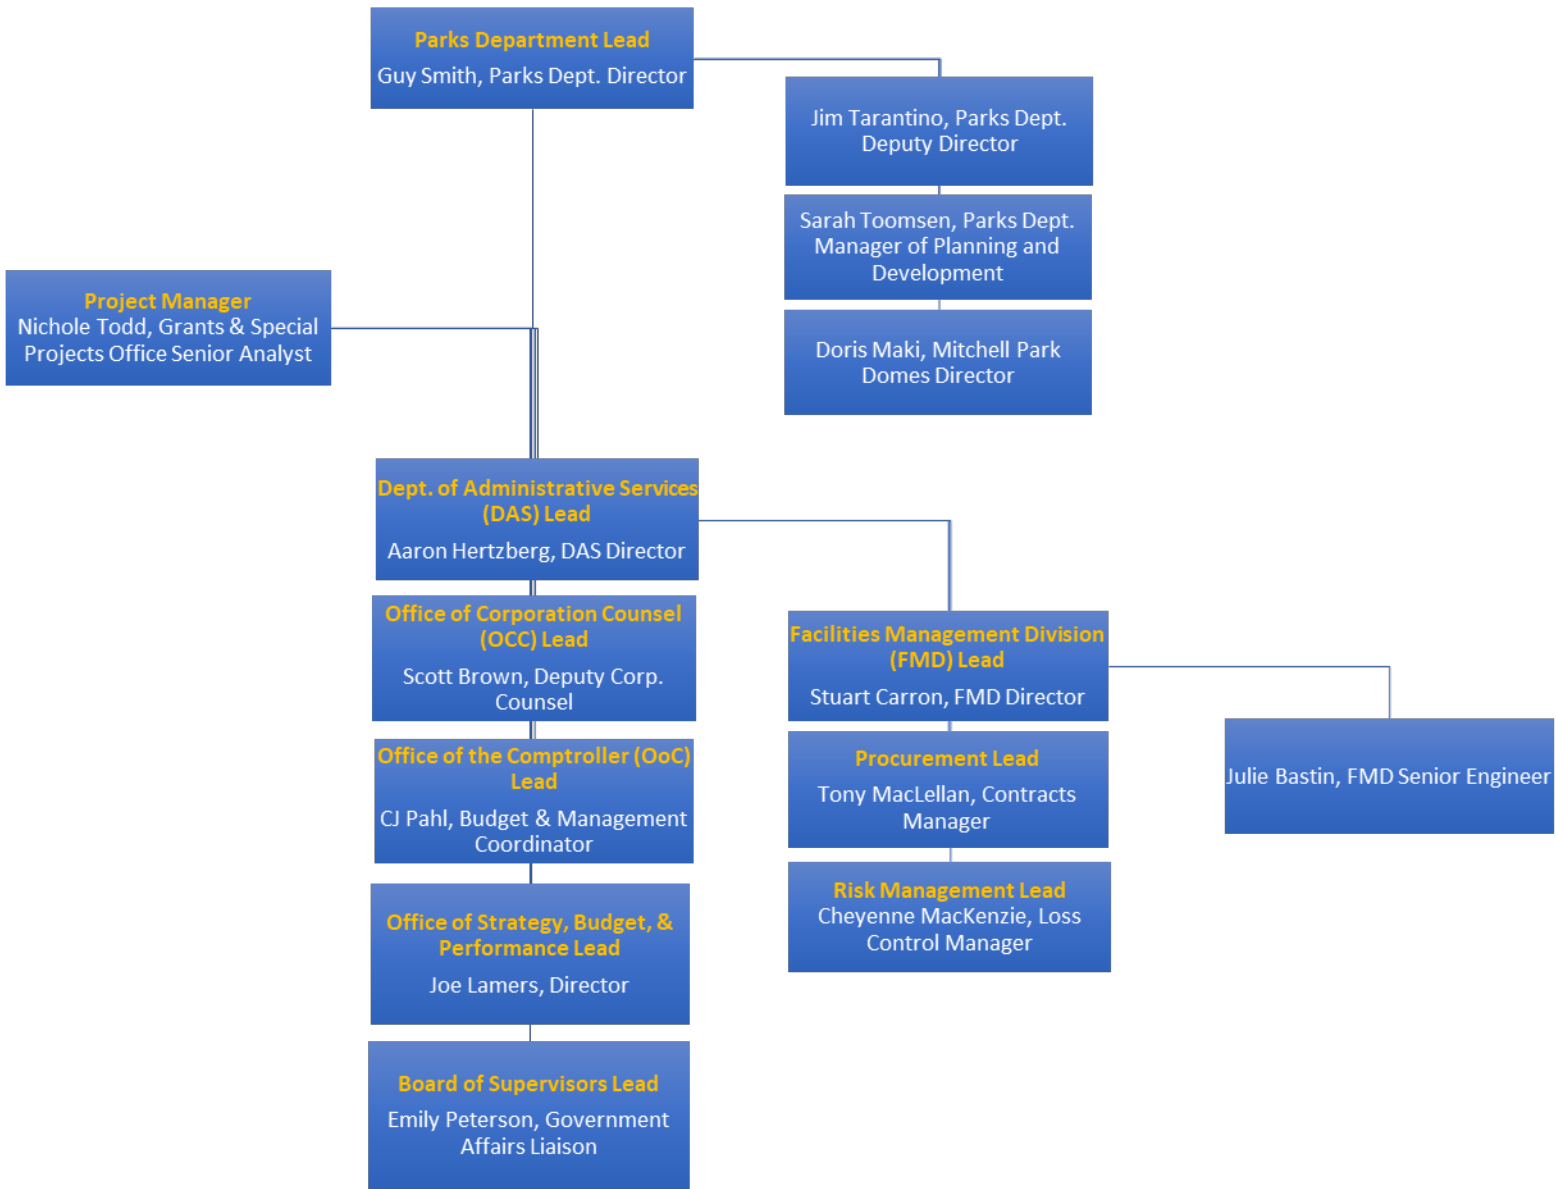 Parks Department Lead
Guy Smith, Parks Dept. Director
Jim Tarantino, Parks Dept.
Deputy Director
Sarah Toomsen, Parks Dept.
Manager of Planning and
Development
Doris Maki, Mitchell Park
Domes Director
Project Manager
Nichole Todd, Grants & Special
Projects Office Senior Analyst
Dept. of Administrative Services
(DAS) Lead
Aaron Hertzberg, DAS Director
Office of Corporation Counsel
(OCC) Lead
Scott Brown, Deputy Corp.
Counsel
Office of the Comptroller (OoC)
Lead
CJ Pahl, Budget & Management
Coordinator
Office of Strategy, Budget, &
Performance Lead
Joe Lamers, Director
Board of Supervisors Lead
Emily Peterson, Government
Affairs Liaison
Facilities Management Division
(FMD) Lead
Stuart Carron, FMD Director
Procurement Lead
Tony MacLellan, Contracts
Manager
Risk Management Lead
Cheyenne MacKenzie, Loss
Control Manager
Julie Bastin, FMD Senior Engineer